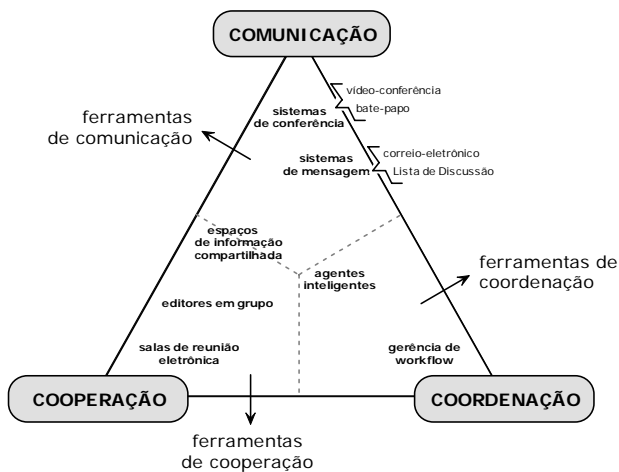 COMUNICAÇÃO
vídeo-conferência
bate-papo
sistemas
de conferência
ferramentas
de comunicação
correio-eletrônico
Lista de Discussão
sistemas
de mensagem
espaços
de informação
compartilhada
agentes
inteligentes
ferramentas de
coordenação
editores em grupo
salas de reunião
eletrônica
gerência de
workflow
COOPERAÇÃO
COORDENAÇÃO
ferramentas
de cooperação